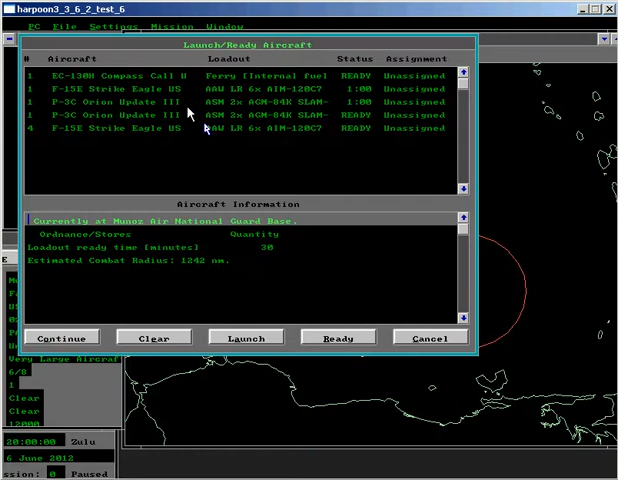 harpoon3_3_6_2_test_6
PC File Settings Mission Window
Launch/Ready Aircraft
# Aircraft Loadout Status Assignment
1 EC-130H Compass Call II Ferry [Internal fuel READY Unassigned
1 F-15E Strike Eagle US AAW LR 6x AIM-120C7 1:00 Unassigned
1 P-3C Orion Update III ASM 2x AGM-84K SLAM- 1:00 Unassigned
1 P-3C Orion Update III ASM 2x AGM-84K SLAM- READY Unassigned
4 F-15E Strike Eagle US AAW LR 6x AIM-120C7 READY Unassigned
Aircraft Information
Currently at Munoz Air National Guard Base.
Ordnance/Stores Quantity
Loadout ready time [minutes] 30
Estimated Combat Radius: 1242 nm.
Continue Clear Launch Ready Cancel
Very Large Aircraft
6/8
1
Clear
Clear
12000
20:00:00 Zulu
6 June 2012
ssion: 0 Paused